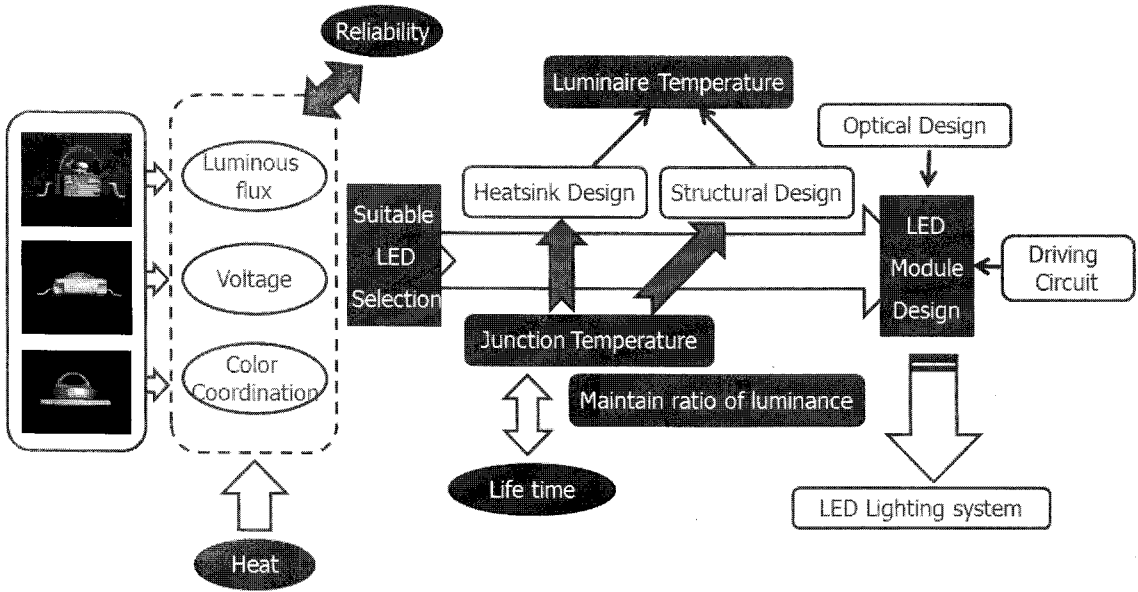 Reliability
Luminaire Temperature
Optical Design
Luminous
flux
Heatsink Design
Structural Design
Suitable
LED
Selection
LED
Module
Design
Voltage
Driving
Circuit
Junction Temperature
Color
Coordination
Maintain ratio of luminance
Life time
LED Lighting system
Heat